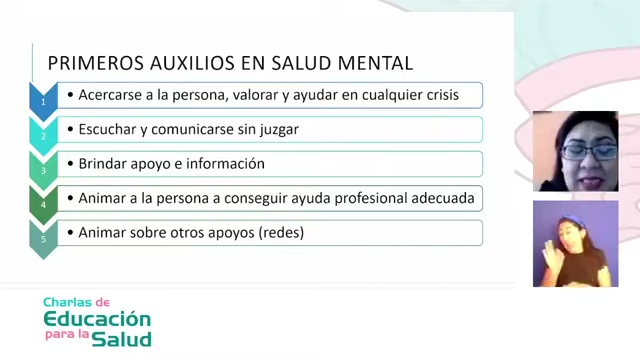 PRIMEROS AUXILIOS EN SALUD MENTAL
1 • Acercarse a la persona, valorar y ayudar en cualquier crisis
2 • Escuchar y comunicarse sin juzgar
3 • Brindar apoyo e información
4 • Animar a la persona a conseguir ayuda profesional adecuada
5 • Animar sobre otros apoyos (redes)
Charlas de
Educación
para la Salud